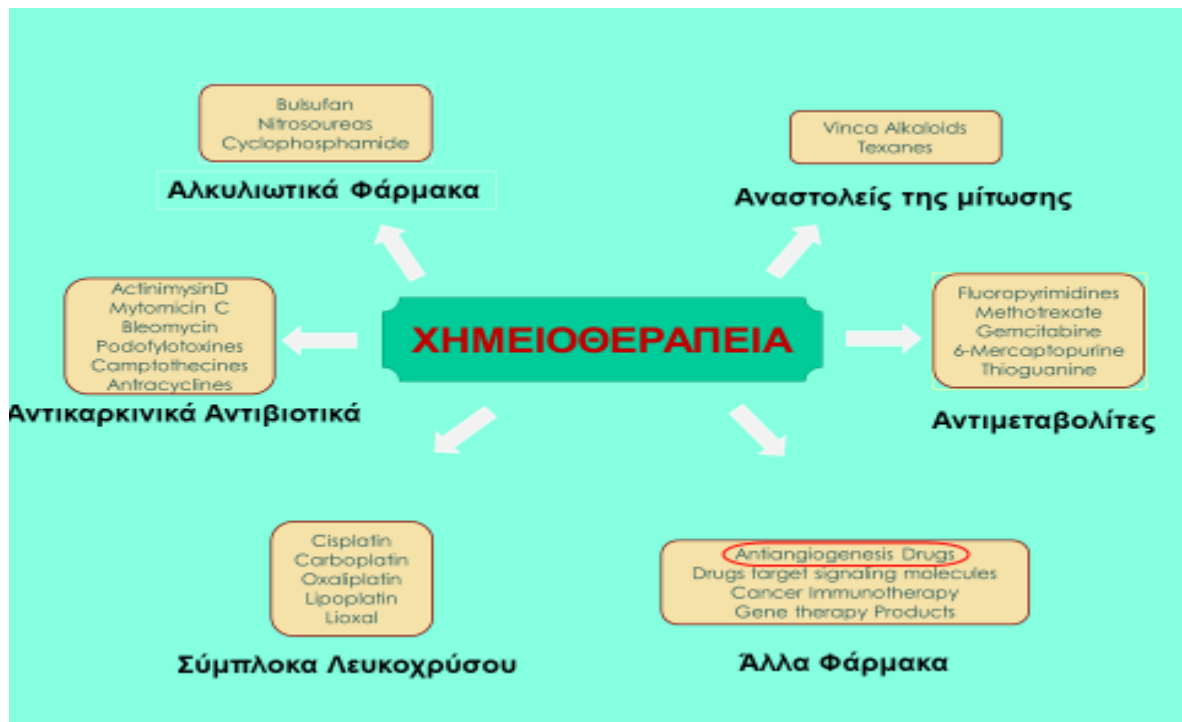 Bulsufan
Nitrosoureas
Cyclophosphamide
Αλκυλιωτικά Φάρμακα
Vinca Alkaloids
Texanes
Αναστολείς της μίτωσης
ActinimysinD
Mytomicin C
Bleomycin
Podofylotoxines
Camptothecines
Antracyclines
Αντικαρκινικά Αντιβιοτικά
ΧΗΜΕΙΟΘΕΡΑΠΕΙΑ
Fluoropyrimidines
Methotrexate
Gemcitabine
6-Mercaptopurine
Thioguanine
Αντιμεταβολίτες
Cisplatin
Carboplatin
Oxaliplatin
Lipoplatin
Lioxal
Σύμπλοκα Λευκοχρύσου
Antiangiogenesis Drugs
Drugs target signaling molecules
Cancer Immunotherapy
Gene therapy Products
Άλλα Φάρμακα